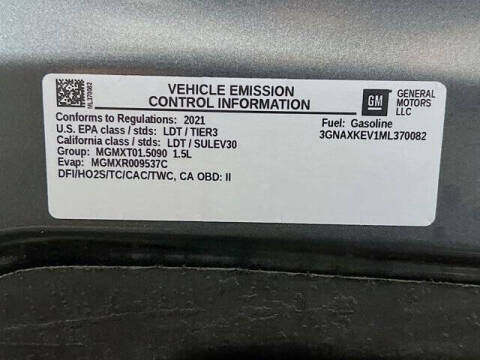 ML370082
VEHICLE EMISSION
CONTROL INFORMATION
GM
GENERAL
MOTORS
LLC
Conforms to Regulations: 2021
U.S. EPA class / stds: LDT / TIER3
California class / stds: LDT / SULEV30
Group: MGMXT01.5090 1.5L
Evap: MGMXR009537C
DFI/HO2S/TC/CAC/TWC, CA OBD: II
Fuel: Gasoline
3GNAXKEV1ML370082